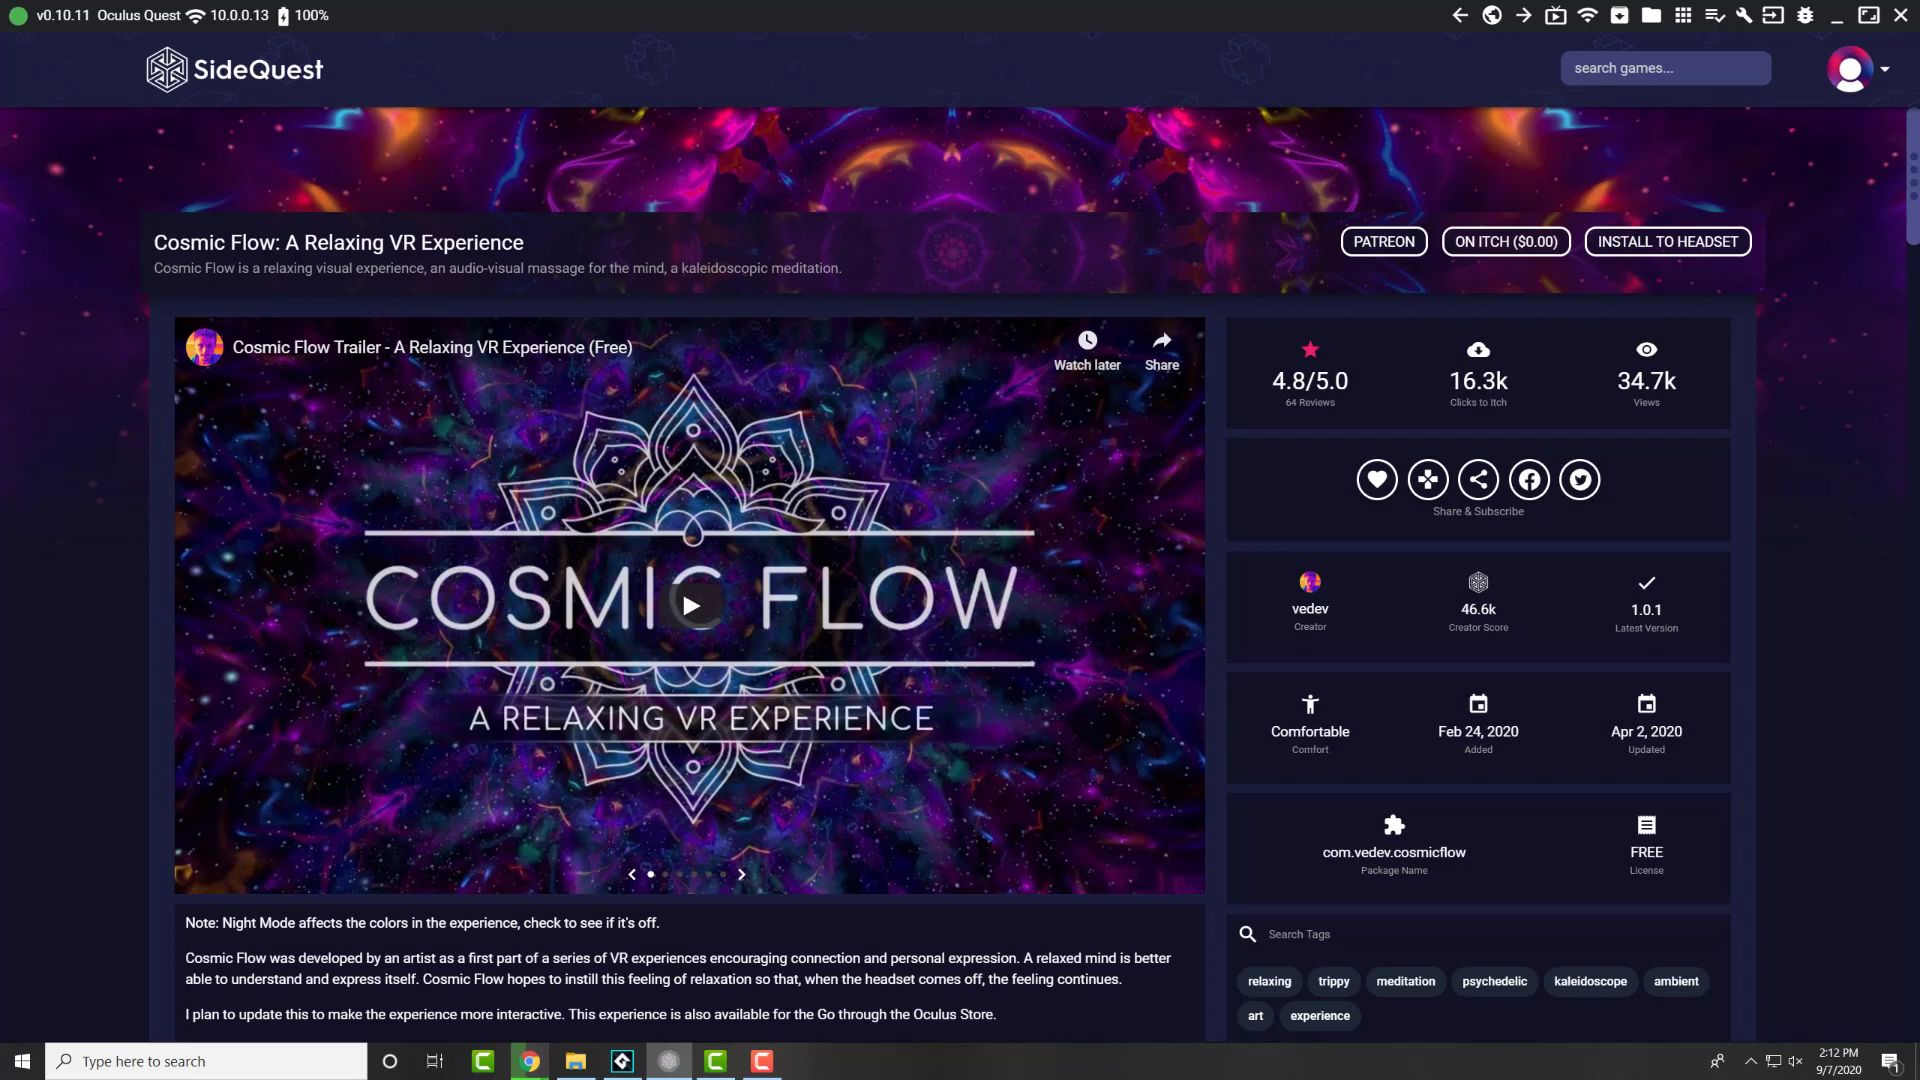 v0.10.11 Oculus Quest 10.0.0.13 100%
SideQuest
search games...
Cosmic Flow: A Relaxing VR Experience
Cosmic Flow is a relaxing visual experience, an audio-visual massage for the mind, a kaleidoscopic meditation.
PATREON
ON ITCH ($0.00)
INSTALL TO HEADSET
Cosmic Flow Trailer - A Relaxing VR Experience (Free)
Watch later
Share
COSMIC FLOW
A RELAXING VR EXPERIENCE
4.8/5.0
64 Reviews
16.3k
Clicks to Itch
34.7k
Views
Share & Subscribe
vedev
Creator
46.6k
Creator Score
1.0.1
Latest Version
Comfortable
Comfort
Feb 24, 2020
Added
Apr 2, 2020
Updated
com.vedev.cosmicflow
Package Name
FREE
License
Note: Night Mode affects the colors in the experience, check to see if it's off.
Cosmic Flow was developed by an artist as a first part of a series of VR experiences encouraging connection and personal expression. A relaxed mind is better
able to understand and express itself. Cosmic Flow hopes to instill this feeling of relaxation so that, when the headset comes off, the feeling continues.
I plan to update this to make the experience more interactive. This experience is also available for the Go through the Oculus Store.
Search Tags
relaxing trippy meditation psychedelic kaleidoscope ambient
art experience
Type here to search
2:12 PM
9/7/2020
1